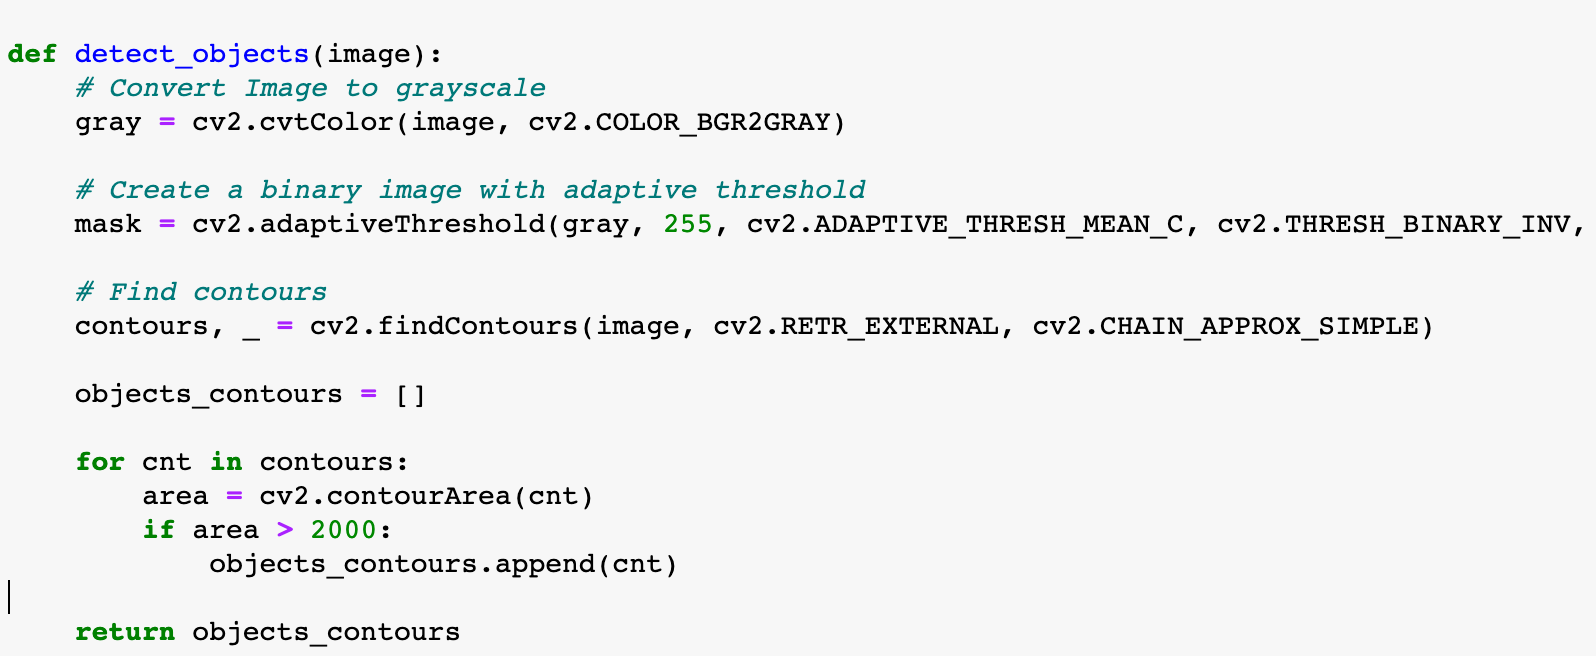 def detect_objects(image):
# Convert Image to grayscale
gray = cv2.cvtColor(image, cv2.COLOR_BGR2GRAY)
# Create a binary image with adaptive threshold
mask = cv2.adaptiveThreshold(gray, 255, cv2.ADAPTIVE_THRESH_MEAN_C, cv2.THRESH_BINARY_INV,
# Find contours
contours, _ = cv2.findContours(image, cv2.RETR_EXTERNAL, cv2.CHAIN_APPROX_SIMPLE)
objects_contours = []
for cnt in contours:
area = cv2.contourArea(cnt)
if area > 2000:
objects_contours.append(cnt)
return objects_contours